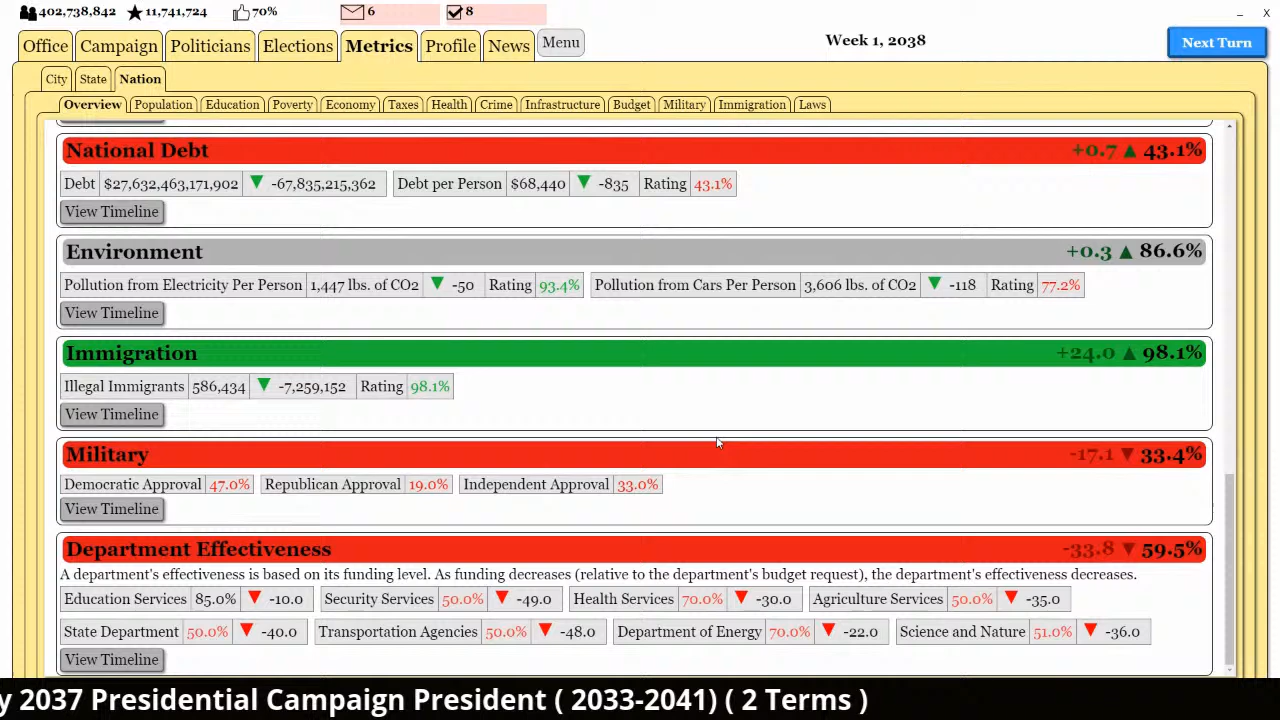 402,738,842 11,741,724 70% 6 8
Office Campaign Politicians Elections Metrics Profile News Menu Week 1, 2038 Next Turn
City State Nation
Overview Population Education Poverty Economy Taxes Health Crime Infrastructure Budget Military Immigration Laws
National Debt +0.7 ▲ 43.1%
Debt $27,632,463,171,902 ▼ -67,835,215,362 Debt per Person $68,440 ▼ -835 Rating 43.1%
View Timeline
Environment +0.3 ▲ 86.6%
Pollution from Electricity Per Person 1,447 lbs. of CO2 ▼ -50 Rating 93.4% Pollution from Cars Per Person 3,606 lbs. of CO2 ▼ -118 Rating 77.2%
View Timeline
Immigration +24.0 ▲ 98.1%
Illegal Immigrants 586,434 ▼ -7,259,152 Rating 98.1%
View Timeline
Military -17.1 ▼ 33.4%
Democratic Approval 47.0% Republican Approval 19.0% Independent Approval 33.0%
View Timeline
Department Effectiveness -33.8 ▼ 59.5%
A department's effectiveness is based on its funding level. As funding decreases (relative to the department's budget request), the department's effectiveness decreases.
Education Services 85.0% ▼ -10.0 Security Services 50.0% ▼ -49.0 Health Services 70.0% ▼ -30.0 Agriculture Services 50.0% ▼ -35.0
State Department 50.0% ▼ -40.0 Transportation Agencies 50.0% ▼ -48.0 Department of Energy 70.0% ▼ -22.0 Science and Nature 51.0% ▼ -36.0
View Timeline
y 2037 Presidential Campaign President ( 2033-2041) ( 2 Terms )